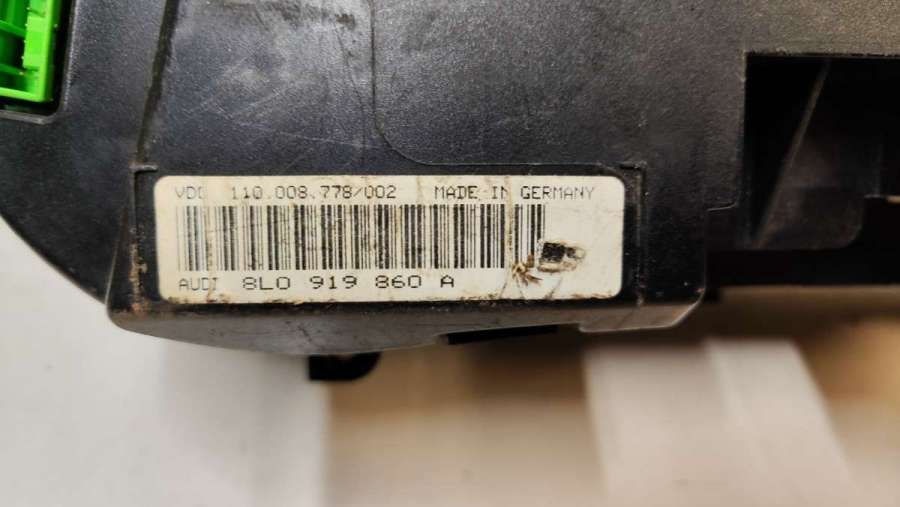 VDO 110.008.778/002 MADE IN GERMANY
AUDI 8L0 919 860 A